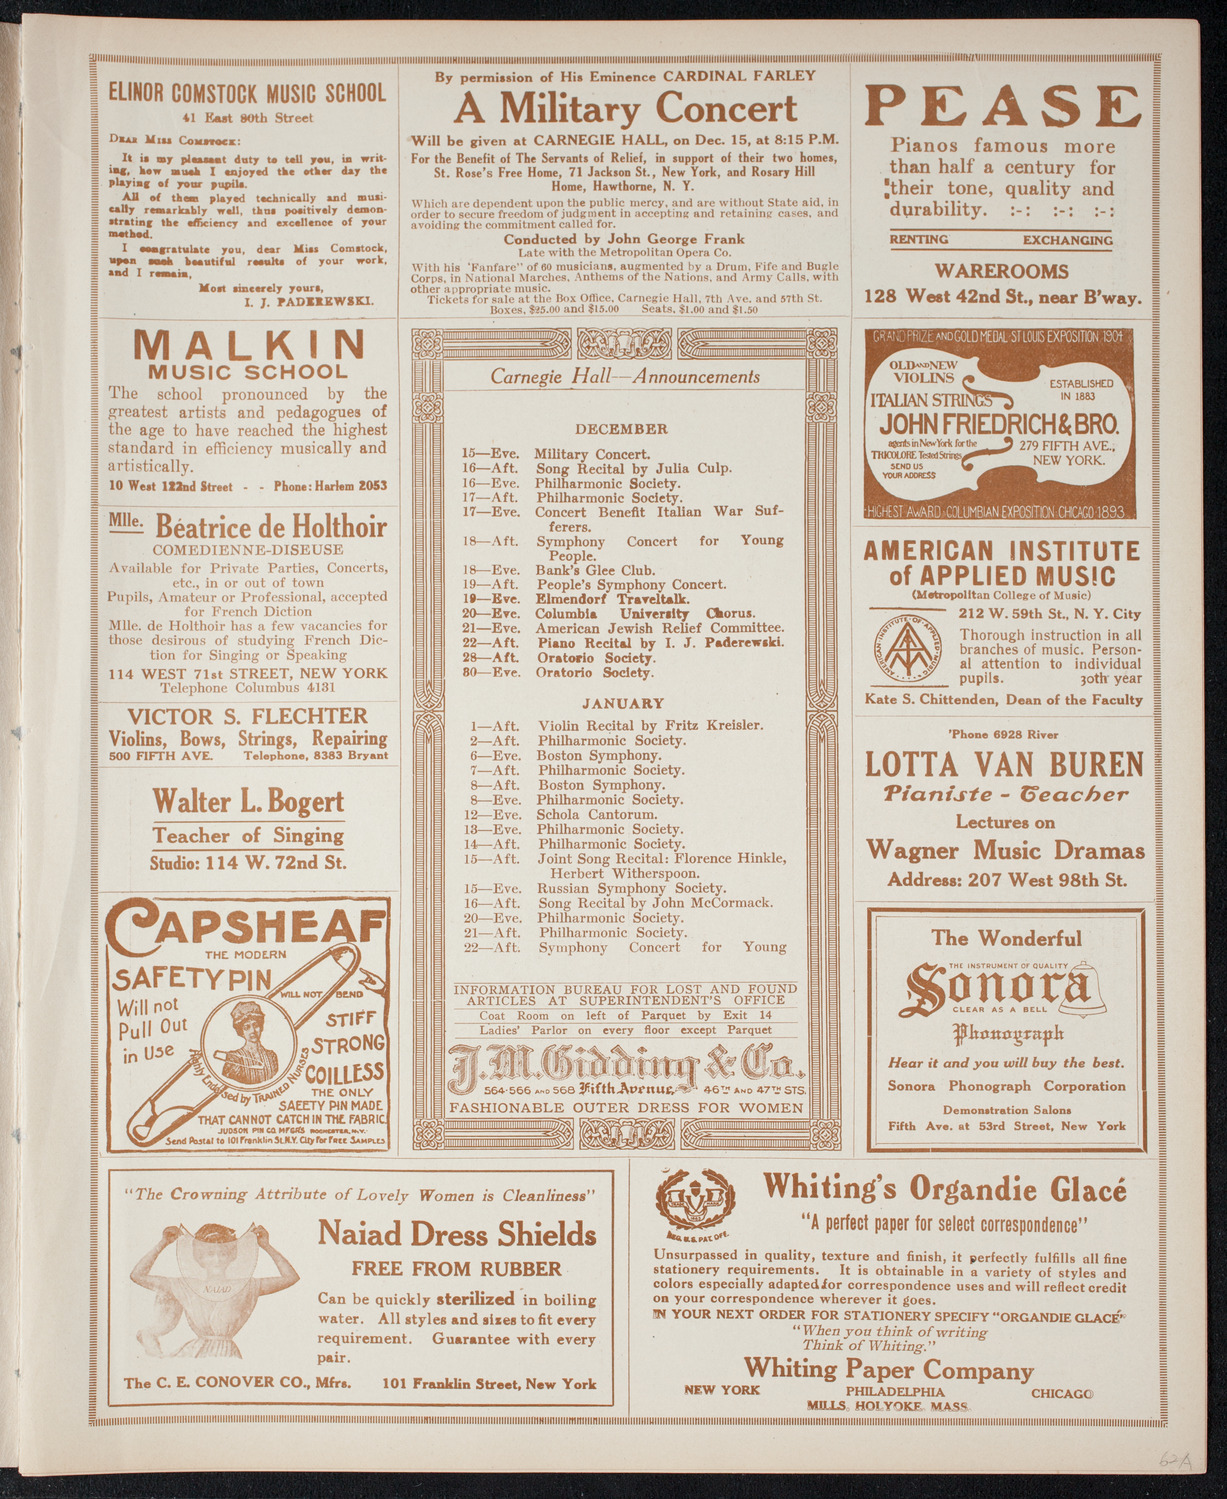 ELINOR COMSTOCK MUSIC SCHOOL
41 East 80th Street
DEAR MISS COMSTOCK:
It is my pleasant duty to tell you, in writ-
ing, how much I enjoyed the other day the
playing of your pupils.
All of them played technically and musi-
cally remarkably well, thus positively demon-
strating the efficiency and excellence of your
method.
I congratulate you, dear Miss Comstock,
upon such beautiful results of your work,
and I remain,
Most sincerely yours,
I. J. PADEREWSKI.
MALKIN
MUSIC SCHOOL
The school pronounced by the
greatest artists and pedagogues of
the age to have reached the highest
standard in efficiency musically and
artistically.
10 West 122nd Street - - Phone: Harlem 2053
Mlle. Béatrice de Holthoir
COMEDIENNE-DISEUSE
Available for Private Parties, Concerts,
etc., in or out of town
Pupils, Amateur or Professional, accepted
for French Diction
Mlle. de Holthoir has a few vacancies for
those desirous of studying French Dic-
tion for Singing or Speaking
114 WEST 71st STREET, NEW YORK
Telephone Columbus 4131
VICTOR S. FLECHTER
Violins, Bows, Strings, Repairing
500 FIFTH AVE. Telephone, 8383 Bryant
Walter L. Bogert
Teacher of Singing
Studio: 114 W. 72nd St.
CAPSHEAF
THE MODERN
SAFETY PIN
WILL NOT BEND
Will not
Pull Out
in Use
STIFF
STRONG
COILLESS
Highly Endorsed by TRAINED NURSES
THE ONLY
SAFETY PIN MADE
THAT CANNOT CATCH IN THE FABRIC
JUDSON PIN CO. MFGRS ROCHESTER, N.Y.
Send Postal to 101 Franklin St. N.Y. City For FREE SAMPLES
By permission of His Eminence CARDINAL FARLEY
A Military Concert
Will be given at CARNEGIE HALL, on Dec. 15, at 8:15 P.M.
For the Benefit of The Servants of Relief, in support of their two homes,
St. Rose's Free Home, 71 Jackson St., New York, and Rosary Hill
Home, Hawthorne, N. Y.
Which are dependent upon the public mercy, and are without State aid, in
order to secure freedom of judgment in accepting and retaining cases, and
avoiding the commitment called for.
Conducted by John George Frank
Late with the Metropolitan Opera Co.
With his "Fanfare" of 60 musicians, augmented by a Drum, Fife and Bugle
Corps, in National Marches, Anthems of the Nations, and Army Calls, with
other appropriate music.
Tickets for sale at the Box Office, Carnegie Hall, 7th Ave. and 57th St.
Boxes, $25.00 and $15.00 Seats, $1.00 and $1.50
Carnegie Hall—Announcements
DECEMBER
15—Eve. Military Concert.
16—Aft. Song Recital by Julia Culp.
16—Eve. Philharmonic Society.
17—Aft. Philharmonic Society.
17—Eve. Concert Benefit Italian War Suf-
ferers.
18—Aft. Symphony Concert for Young
People.
18—Eve. Bank's Glee Club.
19—Aft. People's Symphony Concert.
19—Eve. Elmendorf Traveltalk.
20—Eve. Columbia University Chorus.
21—Eve. American Jewish Relief Committee.
22—Aft. Piano Recital by I. J. Paderewski.
28—Aft. Oratorio Society.
30—Eve. Oratorio Society.
JANUARY
1—Aft. Violin Recital by Fritz Kreisler.
2—Aft. Philharmonic Society.
6—Eve. Boston Symphony.
7—Aft. Philharmonic Society.
8—Aft. Boston Symphony.
8—Eve. Philharmonic Society.
12—Eve. Schola Cantorum.
13—Eve. Philharmonic Society.
14—Aft. Philharmonic Society.
15—Aft. Joint Song Recital: Florence Hinkle,
Herbert Witherspoon.
15—Eve. Russian Symphony Society.
16—Aft. Song Recital by John McCormack.
20—Eve. Philharmonic Society.
21—Aft. Philharmonic Society.
22—Aft. Symphony Concert for Young
INFORMATION BUREAU FOR LOST AND FOUND
ARTICLES AT SUPERINTENDENT'S OFFICE
Coat Room on left of Parquet by Exit 14
Ladies' Parlor on every floor except Parquet
J. M. Gidding & Co.
564-566 AND 568 Fifth Avenue, 46TH AND 47TH STS.
FASHIONABLE OUTER DRESS FOR WOMEN
PEASE
Pianos famous more
than half a century for
their tone, quality and
durability. :-: :-: :-:
RENTING EXCHANGING
WAREROOMS
128 West 42nd St., near B'way.
GRAND PRIZE AND GOLD MEDAL ST LOUIS EXPOSITION 1904
OLD AND NEW
VIOLINS
ITALIAN STRINGS
ESTABLISHED
IN 1883
JOHN FRIEDRICH & BRO.
agents in New York for the
TRICOLORE Tested Strings
SEND US
YOUR ADDRESS
279 FIFTH AVE.,
NEW YORK.
HIGHEST AWARD COLUMBIAN EXPOSITION CHICAGO 1893
AMERICAN INSTITUTE
of APPLIED MUSIC
(Metropolitan College of Music)
212 W. 59th St., N. Y. City
AMERICAN INSTITUTE OF APPLIED MUSIC
Thorough instruction in all
branches of music. Person-
al attention to individual
pupils. 30th year
Kate S. Chittenden, Dean of the Faculty
'Phone 6928 River
LOTTA VAN BUREN
Pianiste - Teacher
Lectures on
Wagner Music Dramas
Address: 207 West 98th St.
The Wonderful
THE INSTRUMENT OF QUALITY
Sonora
CLEAR AS A BELL
Phonograph
Hear it and you will buy the best.
Sonora Phonograph Corporation
Demonstration Salons
Fifth Ave. at 53rd Street, New York
"The Crowning Attribute of Lovely Women is Cleanliness"
Naiad Dress Shields
FREE FROM RUBBER
NAIAD
Can be quickly sterilized in boiling
water. All styles and sizes to fit every
requirement. Guarantee with every
pair.
The C. E. CONOVER CO., Mfrs. 101 Franklin Street, New York
REG. U.S. PAT. OFF.
Whiting's Organdie Glacé
"A perfect paper for select correspondence"
Unsurpassed in quality, texture and finish, it perfectly fulfills all fine
stationery requirements. It is obtainable in a variety of styles and
colors especially adapted for correspondence uses and will reflect credit
on your correspondence wherever it goes.
IN YOUR NEXT ORDER FOR STATIONERY SPECIFY "ORGANDIE GLACÉ"
"When you think of writing
Think of Whiting."
Whiting Paper Company
NEW YORK PHILADELPHIA CHICAGO
MILLS, HOLYOKE, MASS.
62A